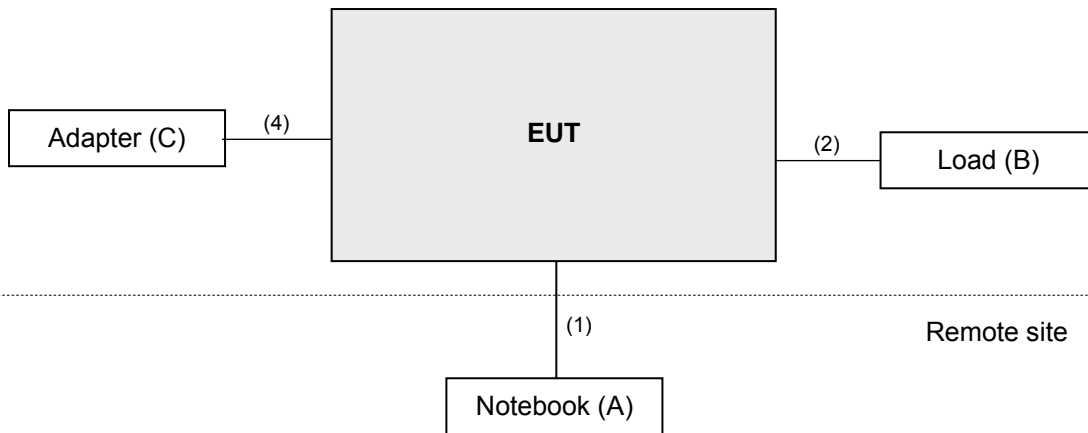 (4)
Adapter (C)
EUT
(2)
Load (B)
(1)
Remote site
Notebook (A)